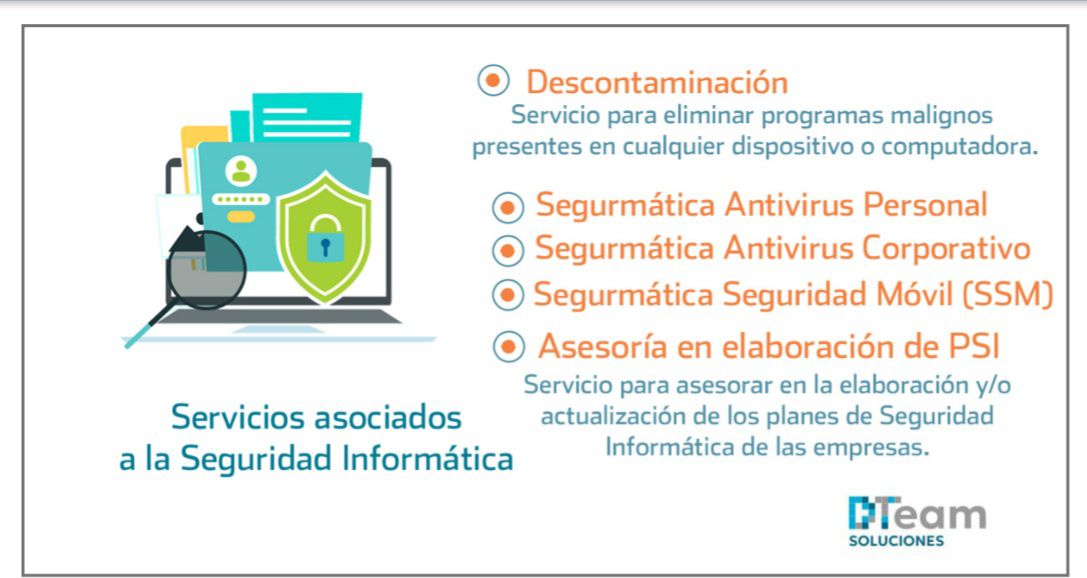 Descontaminación
Servicio para eliminar programas malignos
presentes en cualquier dispositivo o computadora.
Segurmática Antivirus Personal
Segurmática Antivirus Corporativo
Segurmática Seguridad Móvil (SSM)
Asesoría en elaboración de PSI
Servicio para asesorar en la elaboración y/o
actualización de los planes de Seguridad
Informática de las empresas.
Servicios asociados
a la Seguridad Informática
DTeam
SOLUCIONES